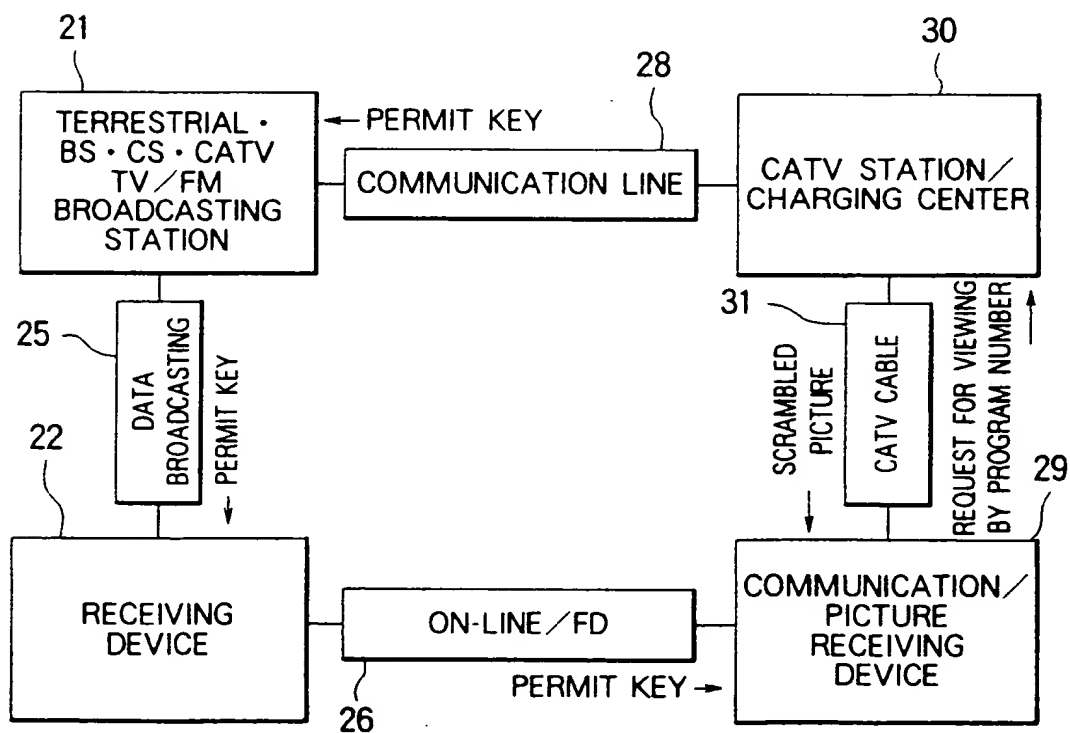 21
30
28
TERRESTRIAL・
BS・CS・CATV
TV/FM
BROADCASTING
STATION
←PERMIT KEY
COMMUNICATION LINE
CATV STATION/
CHARGING CENTER
25
DATA
BROADCASTING
PERMIT KEY
→
31
SCRAMBLED
PICTURE
→
CATV CABLE
REQUEST FOR VIEWING
BY PROGRAM NUMBER
→
22
29
RECEIVING
DEVICE
ON-LINE/FD
26
PERMIT KEY→
COMMUNICATION/
PICTURE
RECEIVING
DEVICE